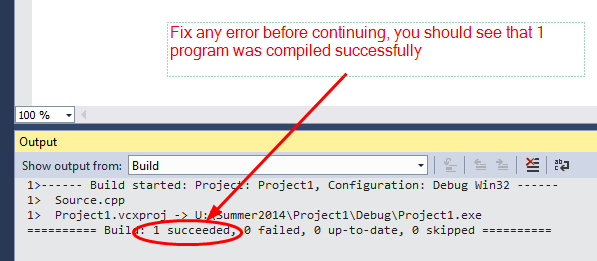 Fix any error before continuing, you should see that 1
program was compiled successfully
100 %
Output
Show output from: Build
1>------ Build started: Project: Project1, Configuration: Debug Win32 ------
1>  Source.cpp
1>  Project1.vcxproj -> U:\Summer2014\Project1\Debug\Project1.exe
========== Build: 1 succeeded, 0 failed, 0 up-to-date, 0 skipped ==========